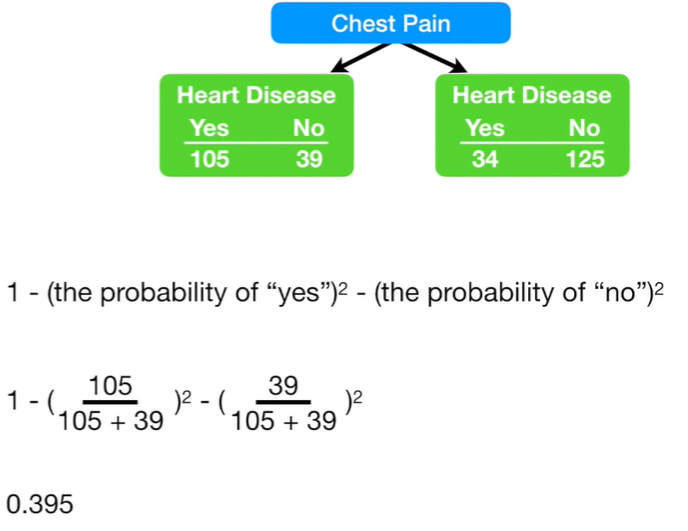 Chest Pain
Heart Disease
Yes No
105 39
Heart Disease
Yes No
34 125
1 - (the probability of “yes”)² - (the probability of “no”)²
1 - ( 105 / 105 + 39 )² - ( 39 / 105 + 39 )²
0.395